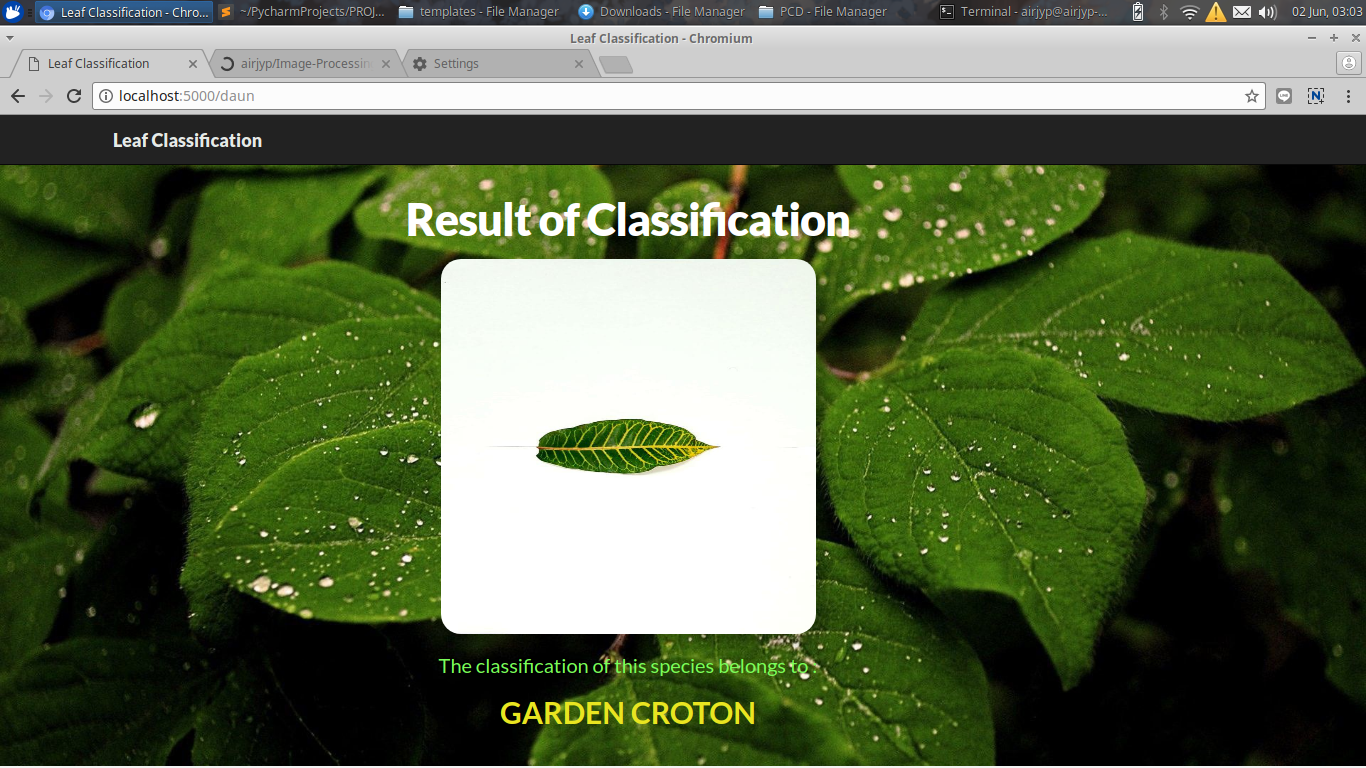 Leaf Classification - Chro...
~/PycharmProjects/PROJ...
templates - File Manager
Downloads - File Manager
PCD - File Manager
Terminal - airjyp@airjyp-...
02 Jun, 03:03
Leaf Classification - Chromium
Leaf Classification
airjyp/Image-Processin
Settings
localhost:5000/daun
Leaf Classification
Result of Classification
The classification of this species belongs to :
GARDEN CROTON